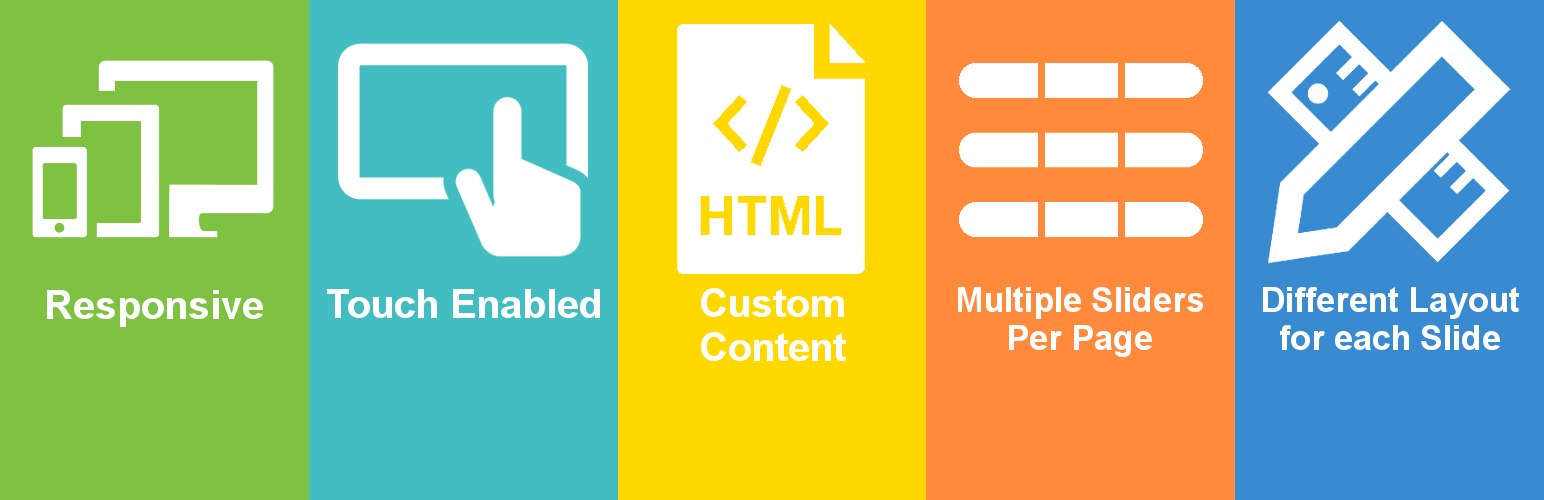 Responsive
Touch Enabled
</>
HTML
Custom
Content
Multiple Sliders
Per Page
Different Layout
for each Slide